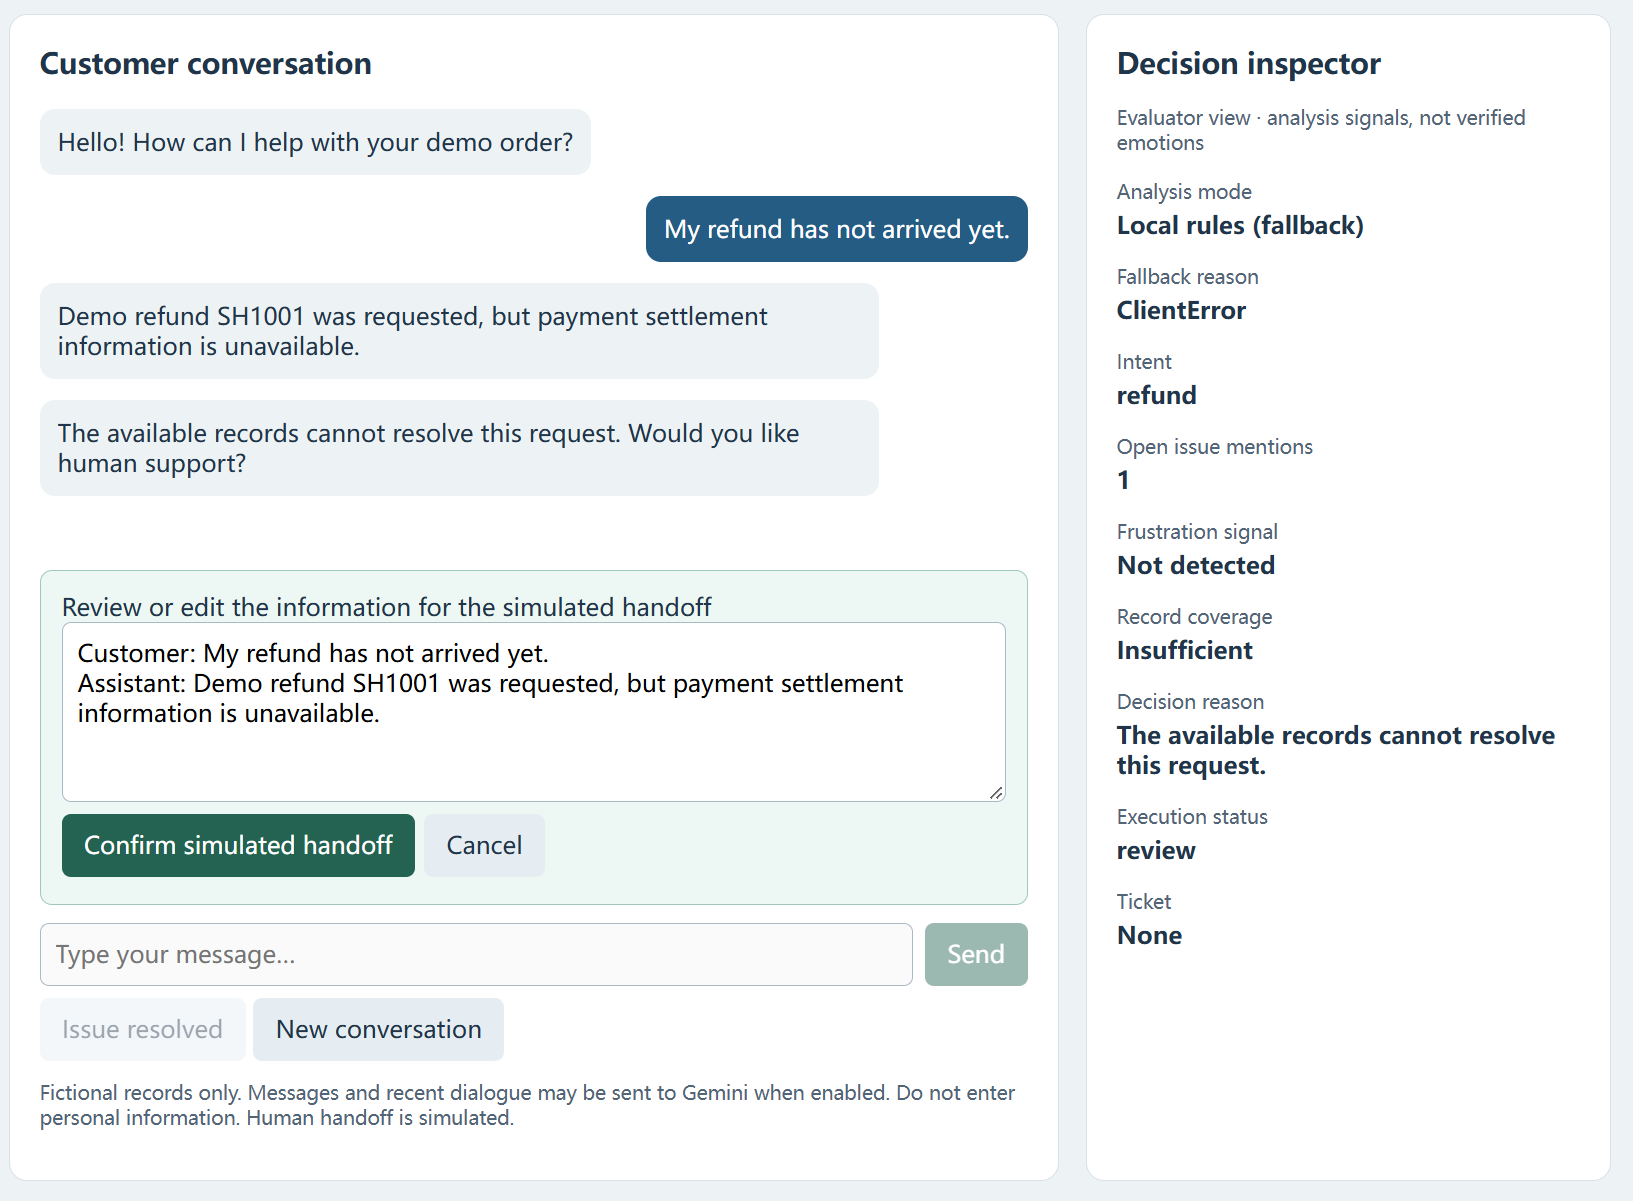 Customer conversation
Hello! How can I help with your demo order?
My refund has not arrived yet.
Demo refund SH1001 was requested, but payment settlement
information is unavailable.
The available records cannot resolve this request. Would you like
human support?
Review or edit the information for the simulated handoff
Customer: My refund has not arrived yet.
Assistant: Demo refund SH1001 was requested, but payment settlement
information is unavailable.
Confirm simulated handoff
Cancel
Type your message...
Send
Issue resolved
New conversation
Fictional records only. Messages and recent dialogue may be sent to Gemini when enabled. Do not enter
personal information. Human handoff is simulated.
Decision inspector
Evaluator view · analysis signals, not verified
emotions
Analysis mode
Local rules (fallback)
Fallback reason
ClientError
Intent
refund
Open issue mentions
1
Frustration signal
Not detected
Record coverage
Insufficient
Decision reason
The available records cannot resolve
this request.
Execution status
review
Ticket
None